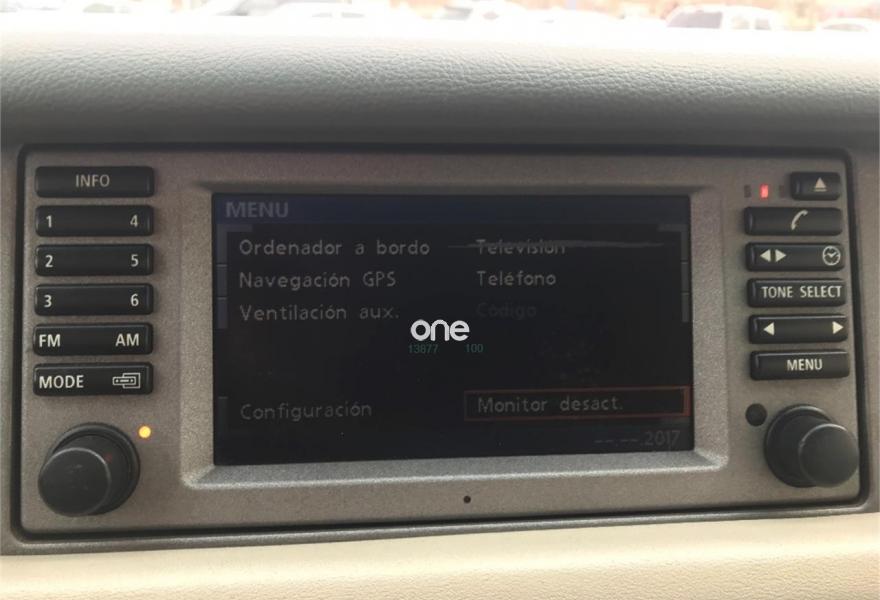 INFO
1 4
2 5
3 6
FM AM
MODE
MENU
Ordenador a bordo Televisión
Navegación GPS Teléfono
Ventilación aux. Código
Configuración Monitor desact.
--.--.2017
one
13877 100
TONE SELECT
MENU